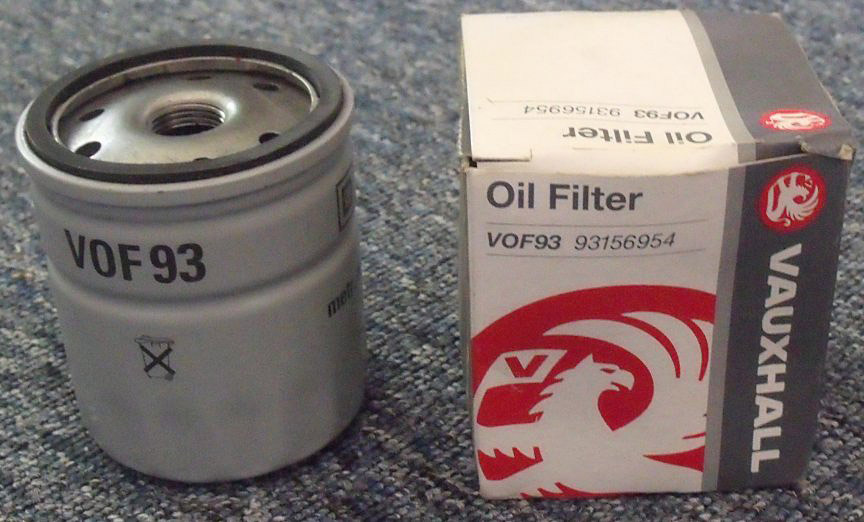 VOF93
Oil Filter
VOF93 93156954
Oil Filter
VOF93 93156954
V
VAUXHALL